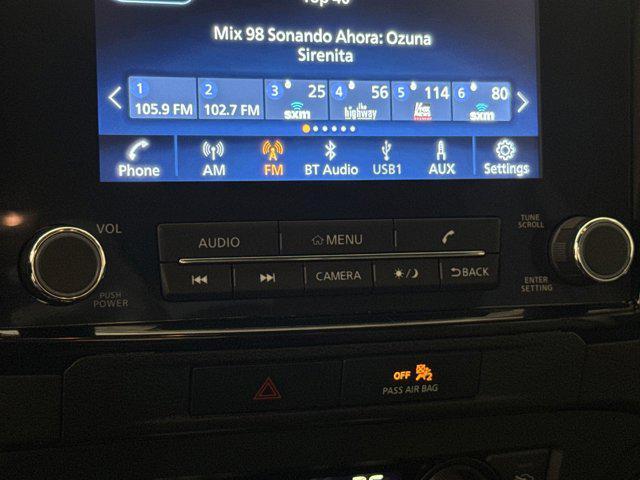 Mix 98 Sonando Ahora: Ozuna
Sirenita
1 2 3 25 4 56 5 114 6 80
105.9 FM 102.7 FM sxm the highway Fox sxm
Phone AM FM BT Audio USB1 AUX Settings
VOL
PUSH
POWER
AUDIO MENU
CAMERA BACK
TUNE
SCROLL
ENTER
SETTING
OFF 2
PASS AIR BAG